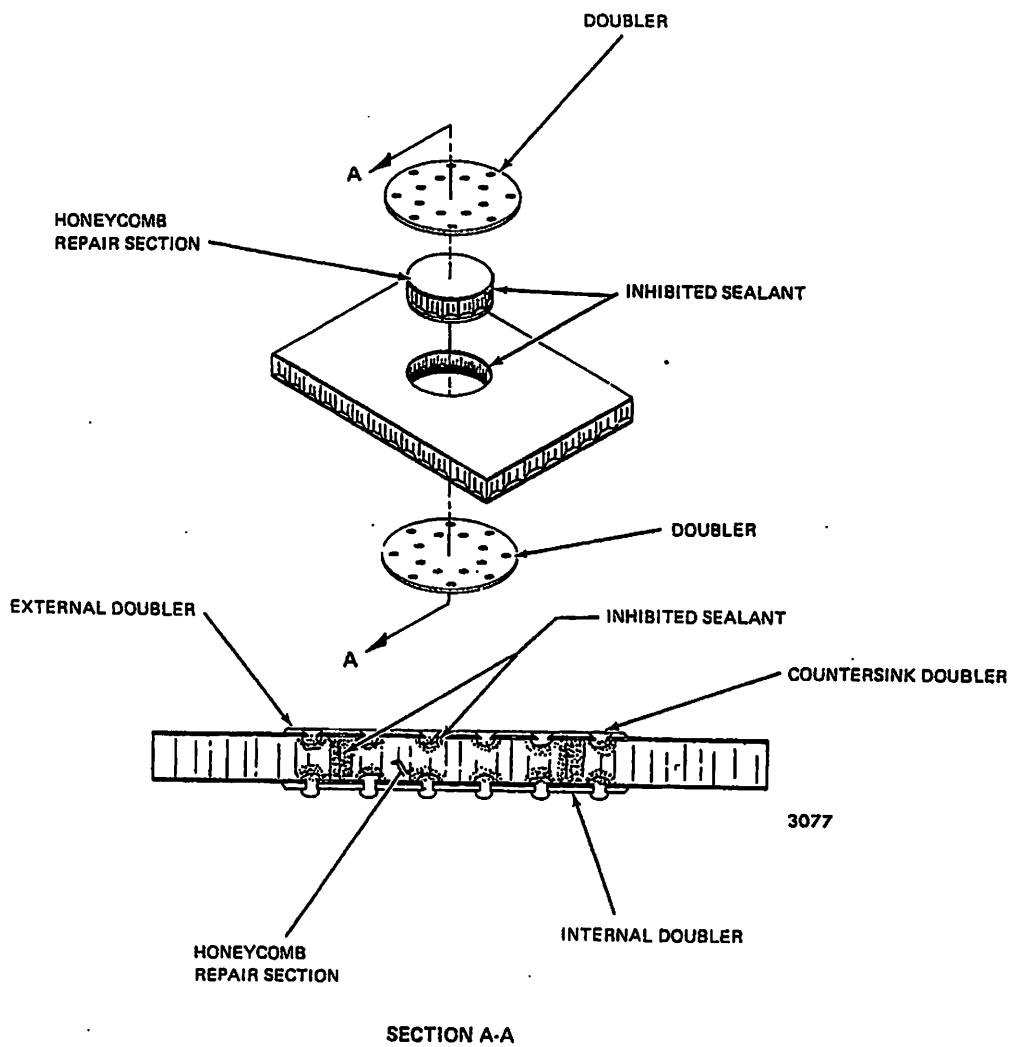 DOUBLER
A
HONEYCOMB
REPAIR SECTION
INHIBITED SEALANT
DOUBLER
EXTERNAL DOUBLER
INHIBITED SEALANT
A
COUNTERSINK DOUBLER
3077
INTERNAL DOUBLER
HONEYCOMB
REPAIR SECTION
SECTION A-A